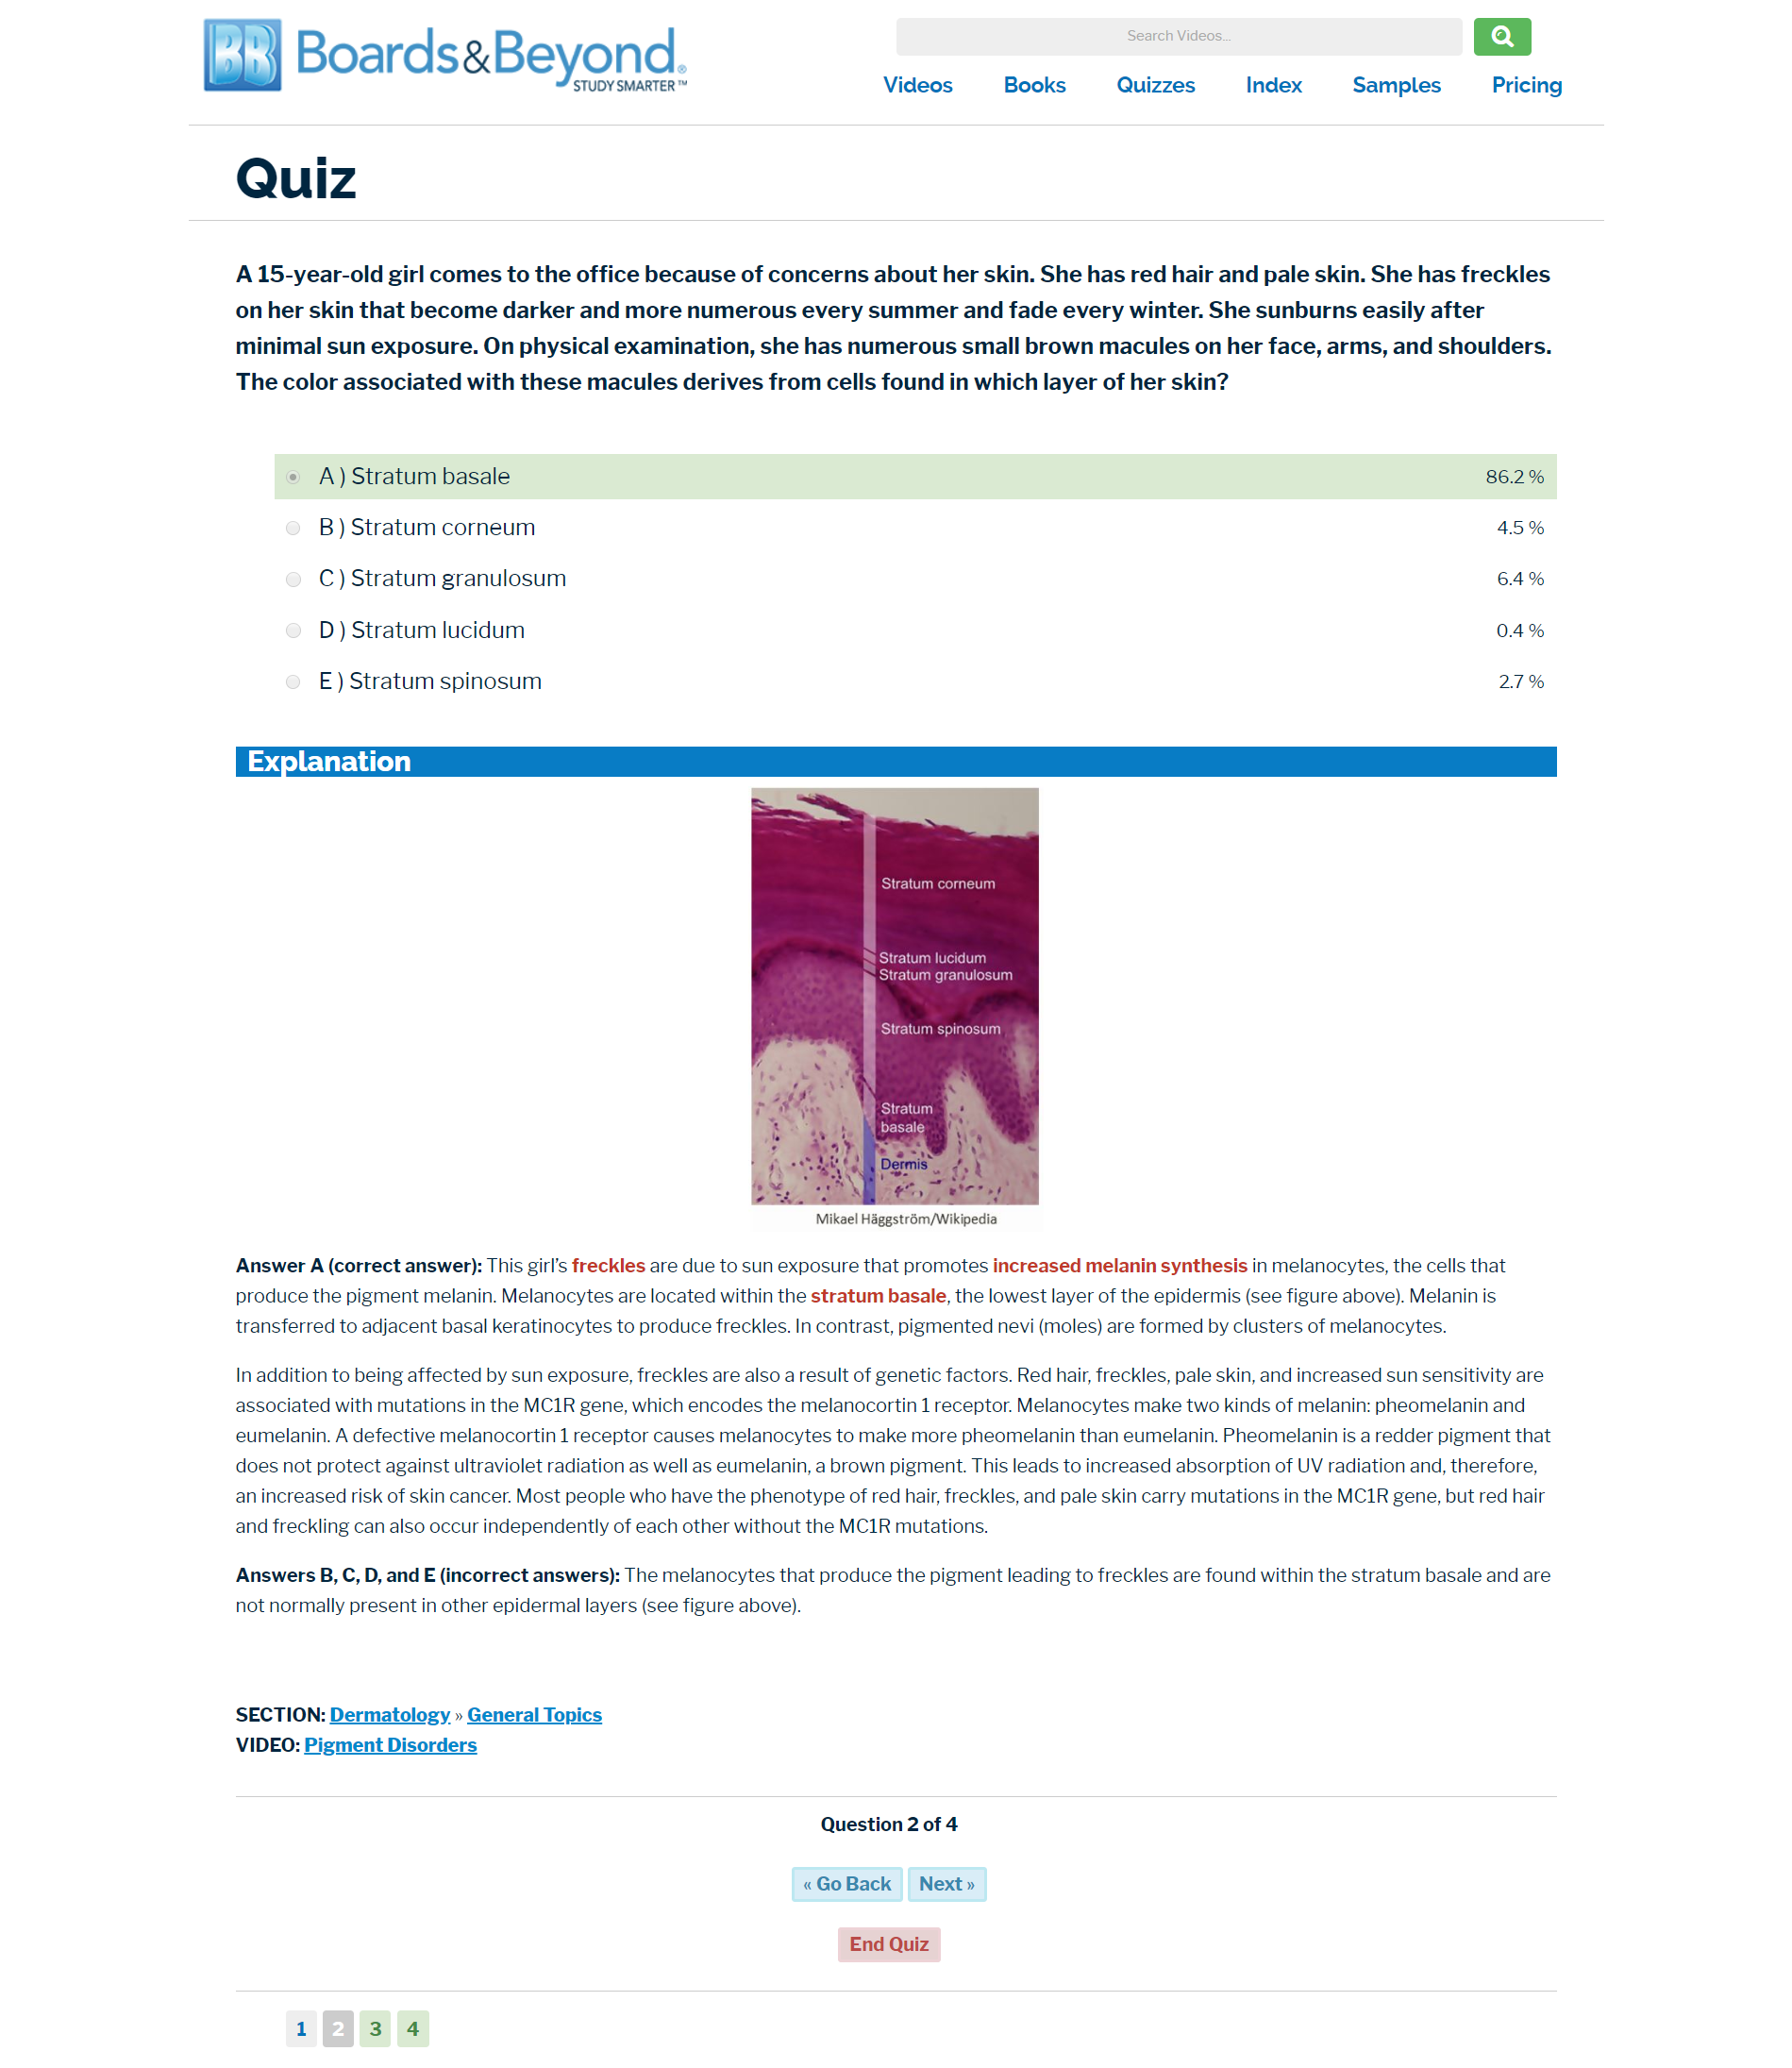 BB Boards&Beyond®
STUDY SMARTER™
Search Videos...
Videos Books Quizzes Index Samples Pricing
Quiz
A 15-year-old girl comes to the office because of concerns about her skin. She has red hair and pale skin. She has freckles
on her skin that become darker and more numerous every summer and fade every winter. She sunburns easily after
minimal sun exposure. On physical examination, she has numerous small brown macules on her face, arms, and shoulders.
The color associated with these macules derives from cells found in which layer of her skin?
A ) Stratum basale 86.2 %
B ) Stratum corneum 4.5 %
C ) Stratum granulosum 6.4 %
D ) Stratum lucidum 0.4 %
E ) Stratum spinosum 2.7 %
Explanation
Stratum corneum
Stratum lucidum
Stratum granulosum
Stratum spinosum
Stratum
basale
Dermis
Mikael Häggström/Wikipedia
Answer A (correct answer): This girl's freckles are due to sun exposure that promotes increased melanin synthesis in melanocytes, the cells that
produce the pigment melanin. Melanocytes are located within the stratum basale, the lowest layer of the epidermis (see figure above). Melanin is
transferred to adjacent basal keratinocytes to produce freckles. In contrast, pigmented nevi (moles) are formed by clusters of melanocytes.
In addition to being affected by sun exposure, freckles are also a result of genetic factors. Red hair, freckles, pale skin, and increased sun sensitivity are
associated with mutations in the MC1R gene, which encodes the melanocortin 1 receptor. Melanocytes make two kinds of melanin: pheomelanin and
eumelanin. A defective melanocortin 1 receptor causes melanocytes to make more pheomelanin than eumelanin. Pheomelanin is a redder pigment that
does not protect against ultraviolet radiation as well as eumelanin, a brown pigment. This leads to increased absorption of UV radiation and, therefore,
an increased risk of skin cancer. Most people who have the phenotype of red hair, freckles, and pale skin carry mutations in the MC1R gene, but red hair
and freckling can also occur independently of each other without the MC1R mutations.
Answers B, C, D, and E (incorrect answers): The melanocytes that produce the pigment leading to freckles are found within the stratum basale and are
not normally present in other epidermal layers (see figure above).
SECTION: Dermatology » General Topics
VIDEO: Pigment Disorders
Question 2 of 4
« Go Back Next »
End Quiz
1 2 3 4